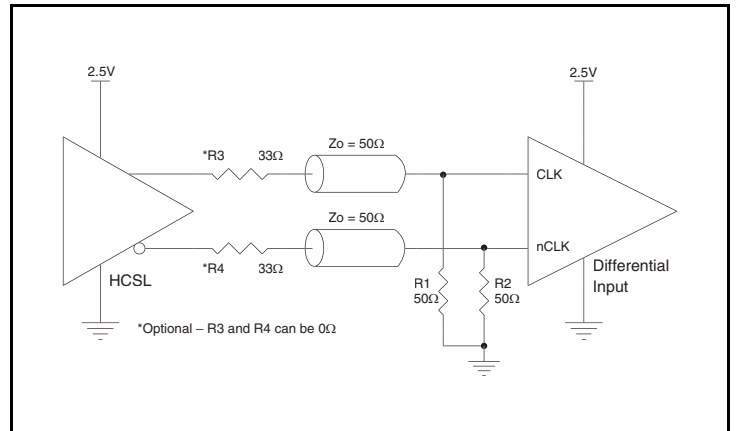 2.5V
2.5V
*R3 33Ω
Zo = 50Ω
CLK
Zo = 50Ω
nCLK
*R4 33Ω
HCSL
R1
50Ω
R2
50Ω
Differential
Input
*Optional – R3 and R4 can be 0Ω